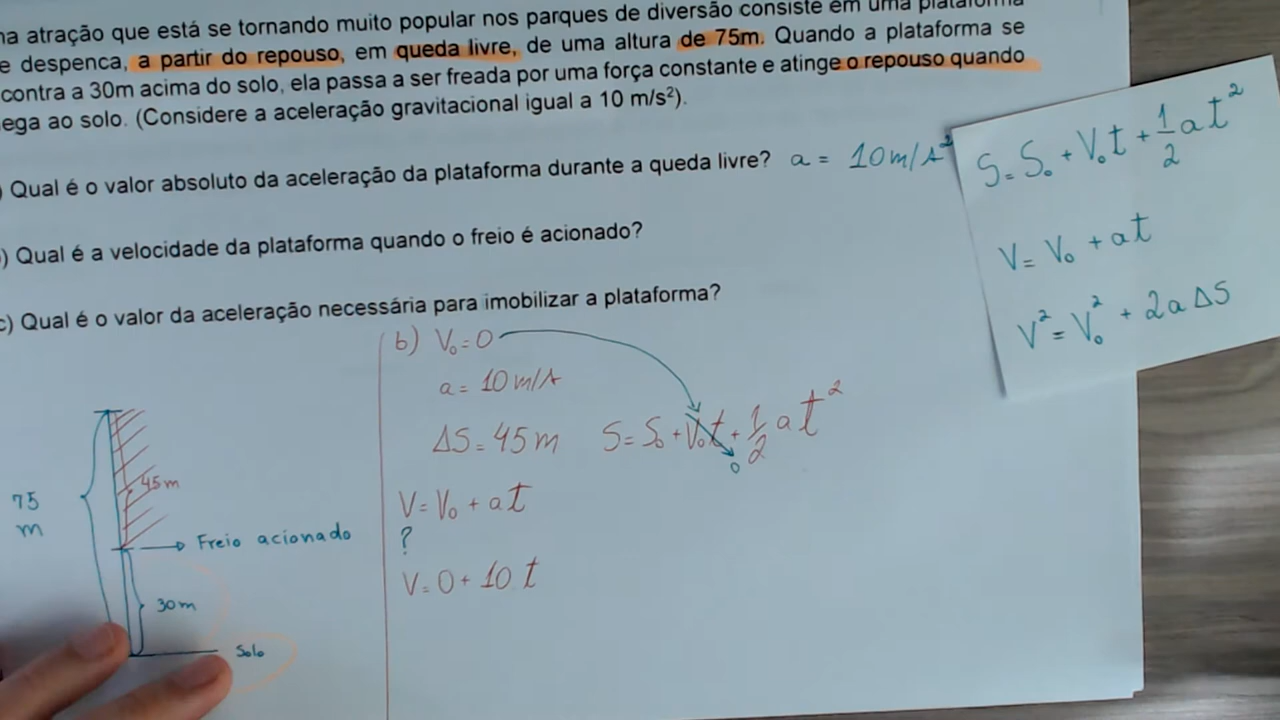 atração que está se tornando muito popular nos parques de diversão consiste em uma plataforma
e despenca, a partir do repouso, em queda livre, de uma altura de 75m. Quando a plataforma se
contra a 30m acima do solo, ela passa a ser freada por uma força constante e atinge o repouso quando
ega ao solo. (Considere a aceleração gravitacional igual a 10 m/s²).
) Qual é o valor absoluto da aceleração da plataforma durante a queda livre? a = 10m/s²
) Qual é a velocidade da plataforma quando o freio é acionado?
c) Qual é o valor da aceleração necessária para imobilizar a plataforma?
S = S₀ + V₀t + 1/2 at²
V = V₀ + at
V² = V₀² + 2a ΔS
b) V₀ = 0
a = 10 m/s
ΔS = 45 m S = S₀ + V₀t + 1/2 at²
0
V = V₀ + at
?
V = 0 + 10 t
75
m
45m
Freio acionado
30m
Solo